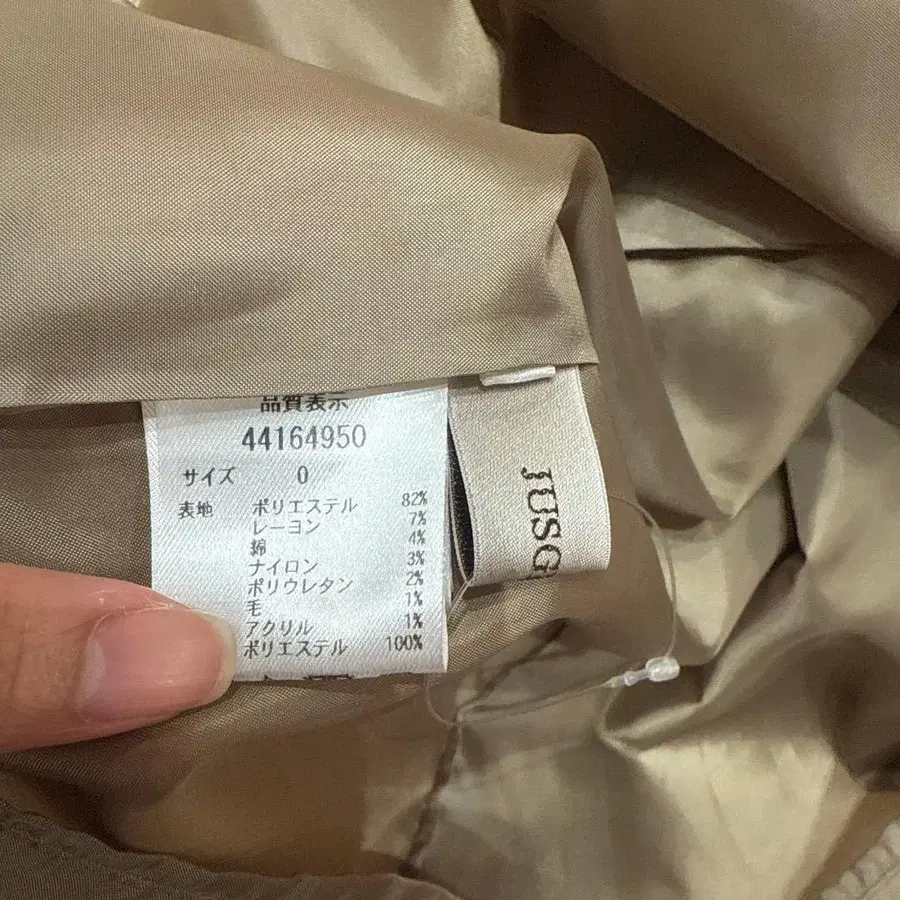 品質表示
44164950
サイズ 0
表地 ポリエステル 82%
レーヨン 7%
綿 4%
ナイロン 3%
ポリウレタン 2%
毛 1%
アクリル 1%
ポリエステル 100%
JUSG